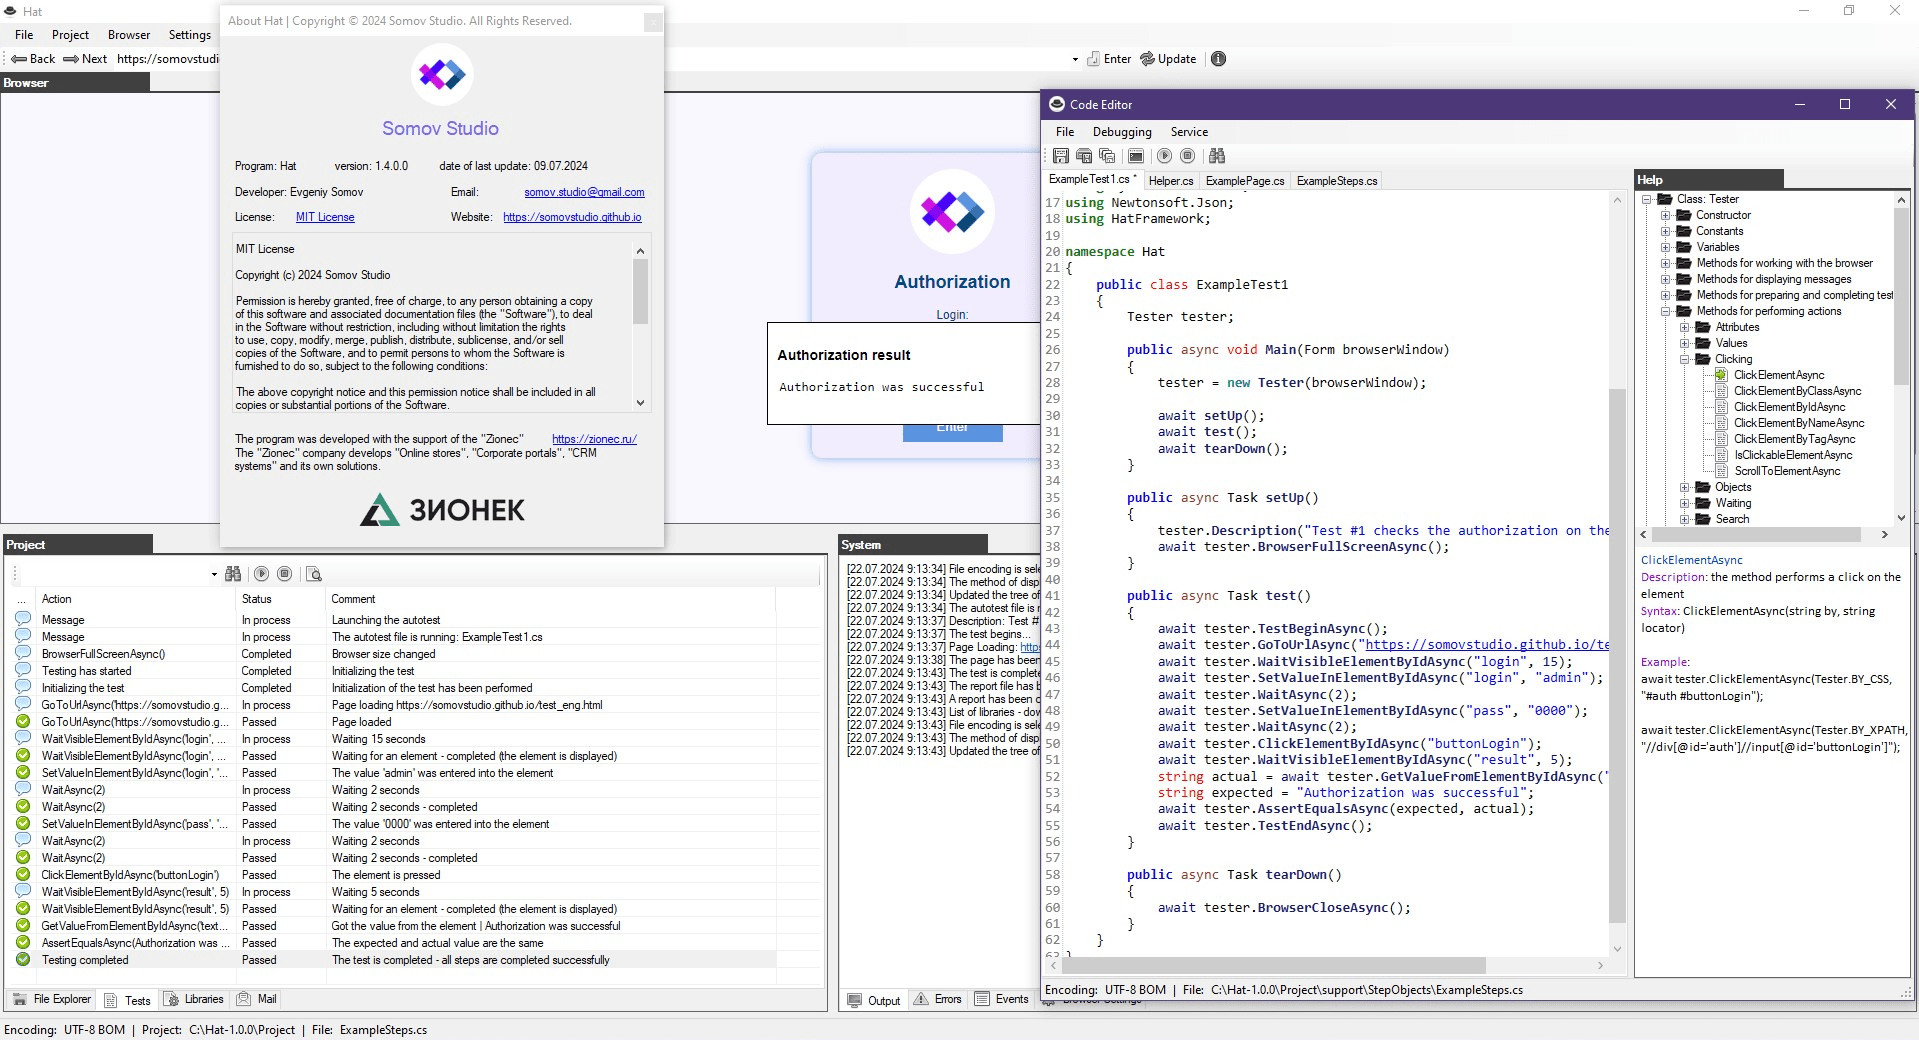 Hat
File Project Browser Settings
Back Next https://somovstudi
Enter Update
Browser
About Hat | Copyright © 2024 Somov Studio. All Rights Reserved.
Somov Studio
Program: Hat version: 1.4.0.0 date of last update: 09.07.2024
Developer: Evgeniy Somov Email: somov.studio@gmail.com
License: MIT License Website: https://somovstudio.github.io
MIT License
Copyright (c) 2024 Somov Studio
Permission is hereby granted, free of charge, to any person obtaining a copy
of this software and associated documentation files (the "Software"), to deal
in the Software without restriction, including without limitation the rights
to use, copy, modify, merge, publish, distribute, sublicense, and/or sell
copies of the Software, and to permit persons to whom the Software is
furnished to do so, subject to the following conditions:
The above copyright notice and this permission notice shall be included in all
copies or substantial portions of the Software.
The program was developed with the support of the "Zionec" https://zionec.ru/
The "Zionec" company develops "Online stores", "Corporate portals", "CRM
systems" and its own solutions.
ЗИОНЕК
Authorization
Login:
Authorization result
Authorization was successful
Enter
Project
... Action Status Comment
Message In process Launching the autotest
Message In process The autotest file is running: ExampleTest1.cs
BrowserFullScreenAsync() Completed Browser size changed
Testing has started Completed Initializing the test
Initializing the test Completed Initialization of the test has been performed
GoToUrlAsync('https://somovstudio.g... In process Page loading https://somovstudio.github.io/test_eng.html
GoToUrlAsync('https://somovstudio.g... Passed Page loaded
WaitVisibleElementByIdAsync('login', ... In process Waiting 15 seconds
WaitVisibleElementByIdAsync('login', ... Passed Waiting for an element - completed (the element is displayed)
SetValueInElementByIdAsync('login', '... Passed The value 'admin' was entered into the element
WaitAsync(2) In process Waiting 2 seconds
WaitAsync(2) Passed Waiting 2 seconds - completed
SetValueInElementByIdAsync('pass', '... Passed The value '0000' was entered into the element
WaitAsync(2) In process Waiting 2 seconds
WaitAsync(2) Passed Waiting 2 seconds - completed
ClickElementByIdAsync('buttonLogin') Passed The element is pressed
WaitVisibleElementByIdAsync('result', 5) In process Waiting 5 seconds
WaitVisibleElementByIdAsync('result', 5) Passed Waiting for an element - completed (the element is displayed)
GetValueFromElementByIdAsync('text... Passed Got the value from the element | Authorization was successful
AssertEqualsAsync(Authorization was ... Passed The expected and actual value are the same
Testing completed Passed The test is completed - all steps are completed successfully
File Explorer Tests Libraries Mail
System
[22.07.2024 9:13:34] File encoding is sele
[22.07.2024 9:13:34] The method of disp
[22.07.2024 9:13:34] Updated the tree of
[22.07.2024 9:13:34] The autotest file is r
[22.07.2024 9:13:37] Description: Test #
[22.07.2024 9:13:37] The test begins...
[22.07.2024 9:13:37] Page Loading: https
[22.07.2024 9:13:38] The page has been
[22.07.2024 9:13:43] The test is complete
[22.07.2024 9:13:43] The report file has b
[22.07.2024 9:13:43] A report has been c
[22.07.2024 9:13:43] List of libraries - dow
[22.07.2024 9:13:43] File encoding is sele
[22.07.2024 9:13:43] The method of disp
[22.07.2024 9:13:43] Updated the tree of
Output Errors Events Browser Settings
Code Editor
File Debugging Service
ExampleTest1.cs * Helper.cs ExamplePage.cs ExampleSteps.cs
17 using Newtonsoft.Json;
18 using HatFramework;
19
20 namespace Hat
21 {
22 public class ExampleTest1
23 {
24 Tester tester;
25
26 public async void Main(Form browserWindow)
27 {
28 tester = new Tester(browserWindow);
29
30 await setUp();
31 await test();
32 await tearDown();
33 }
34
35 public async Task setUp()
36 {
37 tester.Description("Test #1 checks the authorization on the
38 await tester.BrowserFullScreenAsync();
39 }
40
41 public async Task test()
42 {
43 await tester.TestBeginAsync();
44 await tester.GoToUrlAsync("https://somovstudio.github.io/te
45 await tester.WaitVisibleElementByIdAsync("login", 15);
46 await tester.SetValueInElementByIdAsync("login", "admin");
47 await tester.WaitAsync(2);
48 await tester.SetValueInElementByIdAsync("pass", "0000");
49 await tester.WaitAsync(2);
50 await tester.ClickElementByIdAsync("buttonLogin");
51 await tester.WaitVisibleElementByIdAsync("result", 5);
52 string actual = await tester.GetValueFromElementByIdAsync("
53 string expected = "Authorization was successful";
54 await tester.AssertEqualsAsync(expected, actual);
55 await tester.TestEndAsync();
56 }
57
58 public async Task tearDown()
59 {
60 await tester.BrowserCloseAsync();
61 }
62 }
63 }
Help
Class: Tester
Constructor
Constants
Variables
Methods for working with the browser
Methods for displaying messages
Methods for preparing and completing test
Methods for performing actions
Attributes
Values
Clicking
ClickElementAsync
ClickElementByClassAsync
ClickElementByIdAsync
ClickElementByNameAsync
ClickElementByTagAsync
IsClickableElementAsync
ScrollToElementAsync
Objects
Waiting
Search
ClickElementAsync
Description: the method performs a click on the
element
Syntax: ClickElementAsync(string by, string
locator)
Example:
await tester.ClickElementAsync(Tester.BY_CSS,
"#auth #buttonLogin");
await tester.ClickElementAsync(Tester.BY_XPATH,
"//div[@id='auth']//input[@id='buttonLogin']");
Encoding: UTF-8 BOM | File: C:\Hat-1.0.0\Project\support\StepObjects\ExampleSteps.cs
Encoding: UTF-8 BOM | Project: C:\Hat-1.0.0\Project | File: ExampleSteps.cs